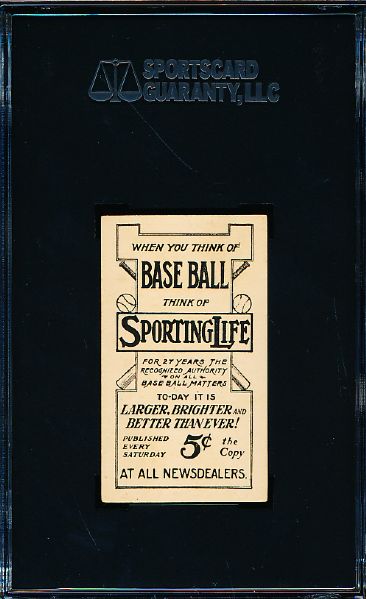 SPORTSCARD
GUARANTY, LLC
WHEN YOU THINK OF
BASE BALL
THINK OF
SPORTING LIFE
FOR 27 YEARS THE
RECOGNIZED AUTHORITY
ON ALL
BASE BALL MATTERS
TO-DAY IT IS
LARGER, BRIGHTER AND
BETTER THAN EVER!
PUBLISHED
EVERY
SATURDAY
5¢
the
Copy
AT ALL NEWSDEALERS.